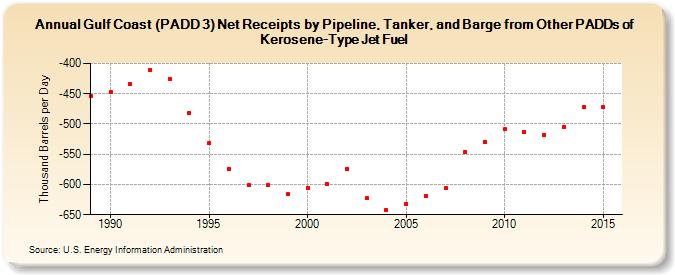 Annual Gulf Coast (PADD 3) Net Receipts by Pipeline, Tanker, and Barge from Other PADDs of
Kerosene-Type Jet Fuel
Thousand Barrels per Day
-400
-450
-500
-550
-600
-650
1990 1995 2000 2005 2010 2015
Source: U.S. Energy Information Administration